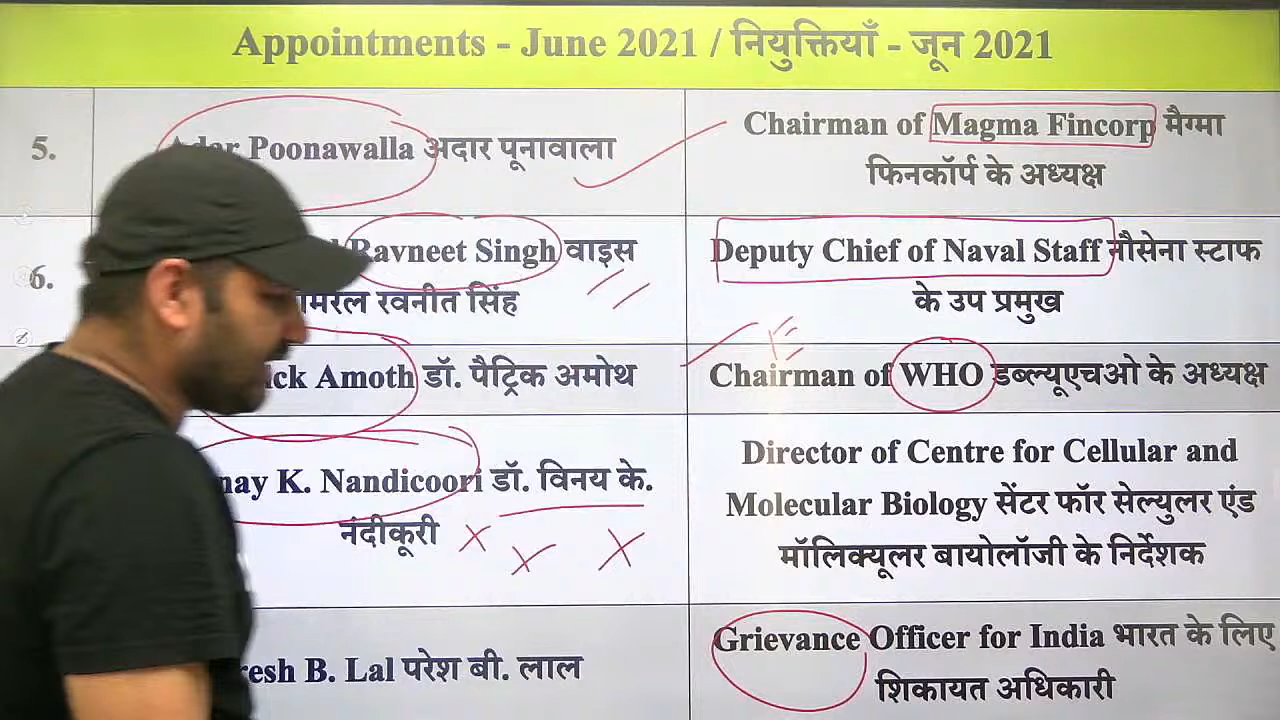 Appointments - June 2021 / नियुक्तियाँ - जून 2021
5.
Adar Poonawalla अदार पूनावाला
Chairman of Magma Fincorp मैग्मा
फिनकॉर्प के अध्यक्ष
6.
Ravneet Singh वाइस
रवनीत सिंह
Deputy Chief of Naval Staff नौसेना स्टाफ
के उप प्रमुख
Amoth डॉ. पैट्रिक अमोथ
Chairman of WHO डब्ल्यूएचओ के अध्यक्ष
K. Nandicoori डॉ. विनय के.
नंदीकूरी
Director of Centre for Cellular and
Molecular Biology सेंटर फॉर सेल्युलर एंड
मॉलिक्यूलर बायोलॉजी के निर्देशक
B. Lal परेश बी. लाल
Grievance Officer for India भारत के लिए
शिकायत अधिकारी